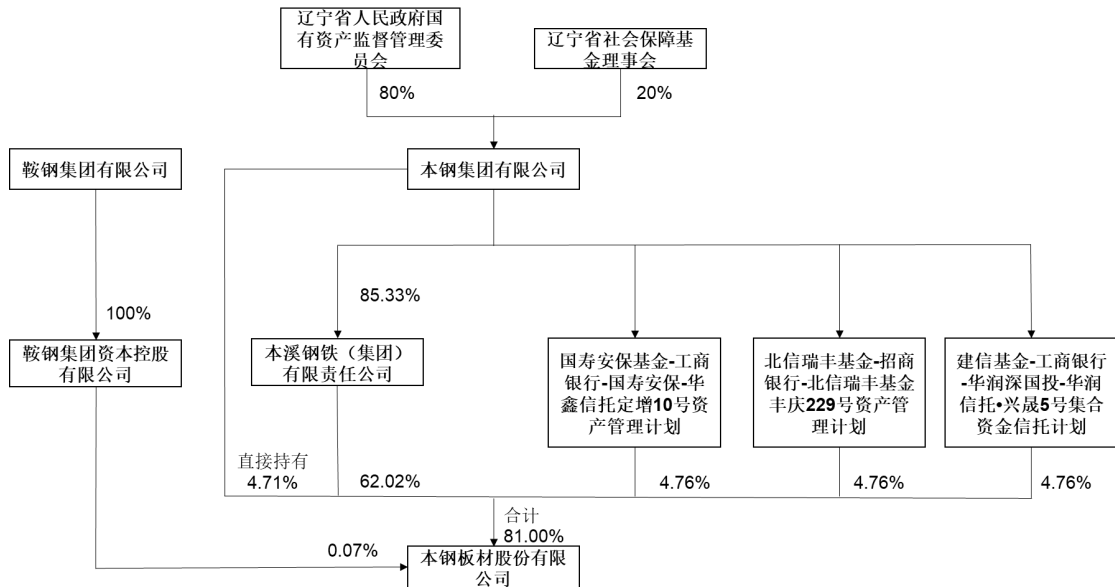 辽宁省人民政府国
有资产监督管理委
员会
辽宁省社会保障基
金理事会
80%
20%
鞍钢集团有限公司
本钢集团有限公司
100%
85.33%
鞍钢集团资本控股
有限公司
本溪钢铁（集团）
有限责任公司
国寿安保基金-工商
银行-国寿安保-华
鑫信托定增10号资
产管理计划
北信瑞丰基金-招商
银行-北信瑞丰基金
丰庆229号资产管
理计划
建信基金-工商银行
-华润深国投-华润
信托•兴晟5号集合
资金信托计划
直接持有
4.71%
62.02%
4.76%
4.76%
4.76%
合计
81.00%
0.07%
本钢板材股份有限
公司